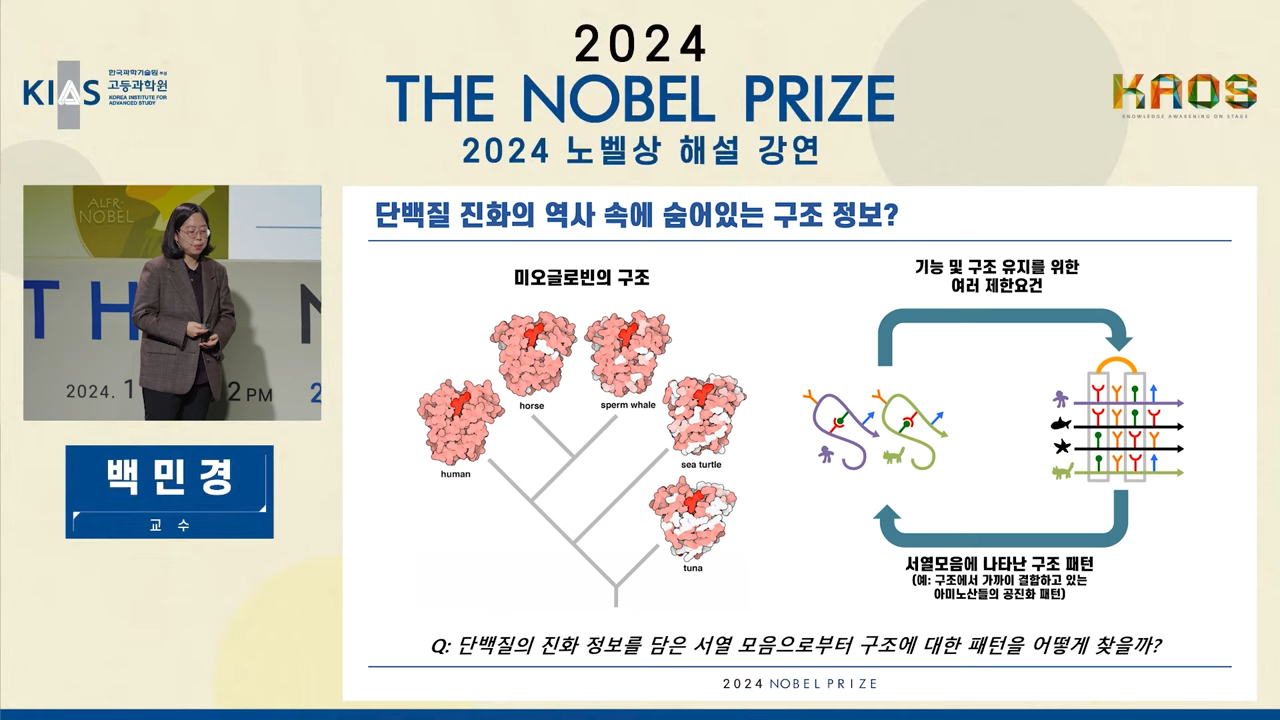 2024
THE NOBEL PRIZE
2024 노벨상 해설 강연
KIAS
한국과학기술원 부설
고등과학원
KOREA INSTITUTE FOR
ADVANCED STUDY
KAOS
KNOWLEDGE AWAKENING ON STAGE
ALFR·
NOBEL
TH
N
2024. 1
2PM
2
백민경
교수
단백질 진화의 역사 속에 숨어있는 구조 정보?
미오글로빈의 구조
horse
sperm whale
human
sea turtle
tuna
기능 및 구조 유지를 위한
여러 제한요건
서열모음에 나타난 구조 패턴
(예: 구조에서 가까이 결합하고 있는
아미노산들의 공진화 패턴)
Q: 단백질의 진화 정보를 담은 서열 모음으로부터 구조에 대한 패턴을 어떻게 찾을까?
2024 NOBEL PRIZE